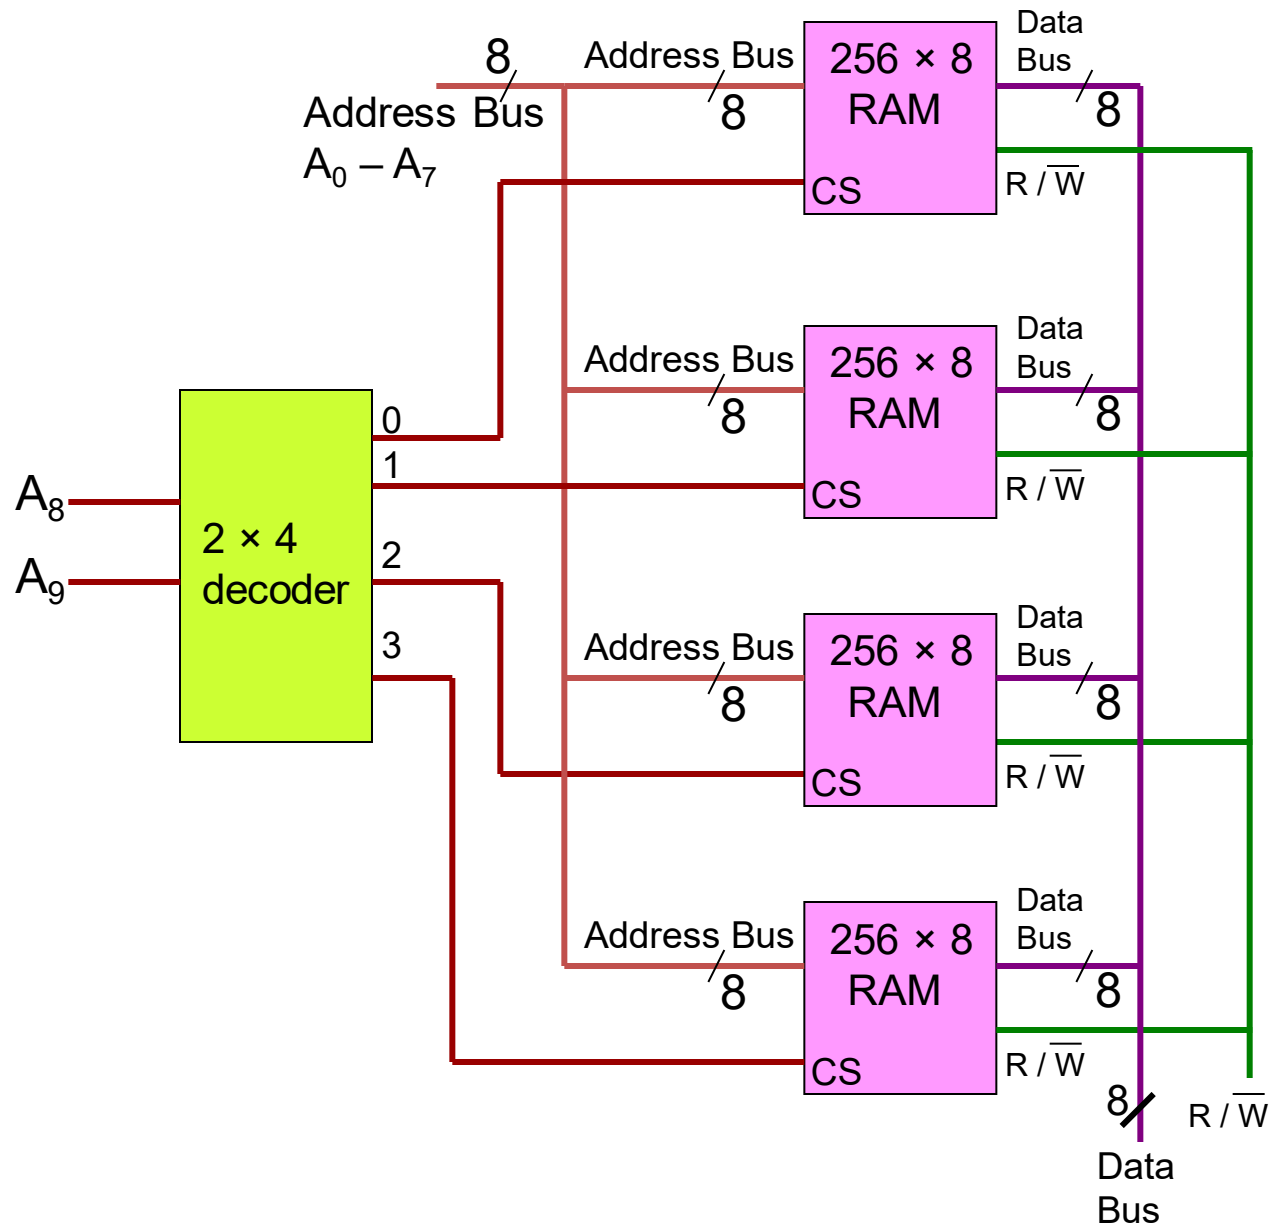 8
Address Bus
A₀ – A₇
Address Bus
8
256 × 8
RAM
CS
Data
Bus
8
R / W̅
Address Bus
8
256 × 8
RAM
CS
Data
Bus
8
R / W̅
0
1
2
3
A₈
A₉
2 × 4
decoder
Address Bus
8
256 × 8
RAM
CS
Data
Bus
8
R / W̅
Address Bus
8
256 × 8
RAM
CS
Data
Bus
8
R / W̅
8
Data
Bus
R / W̅